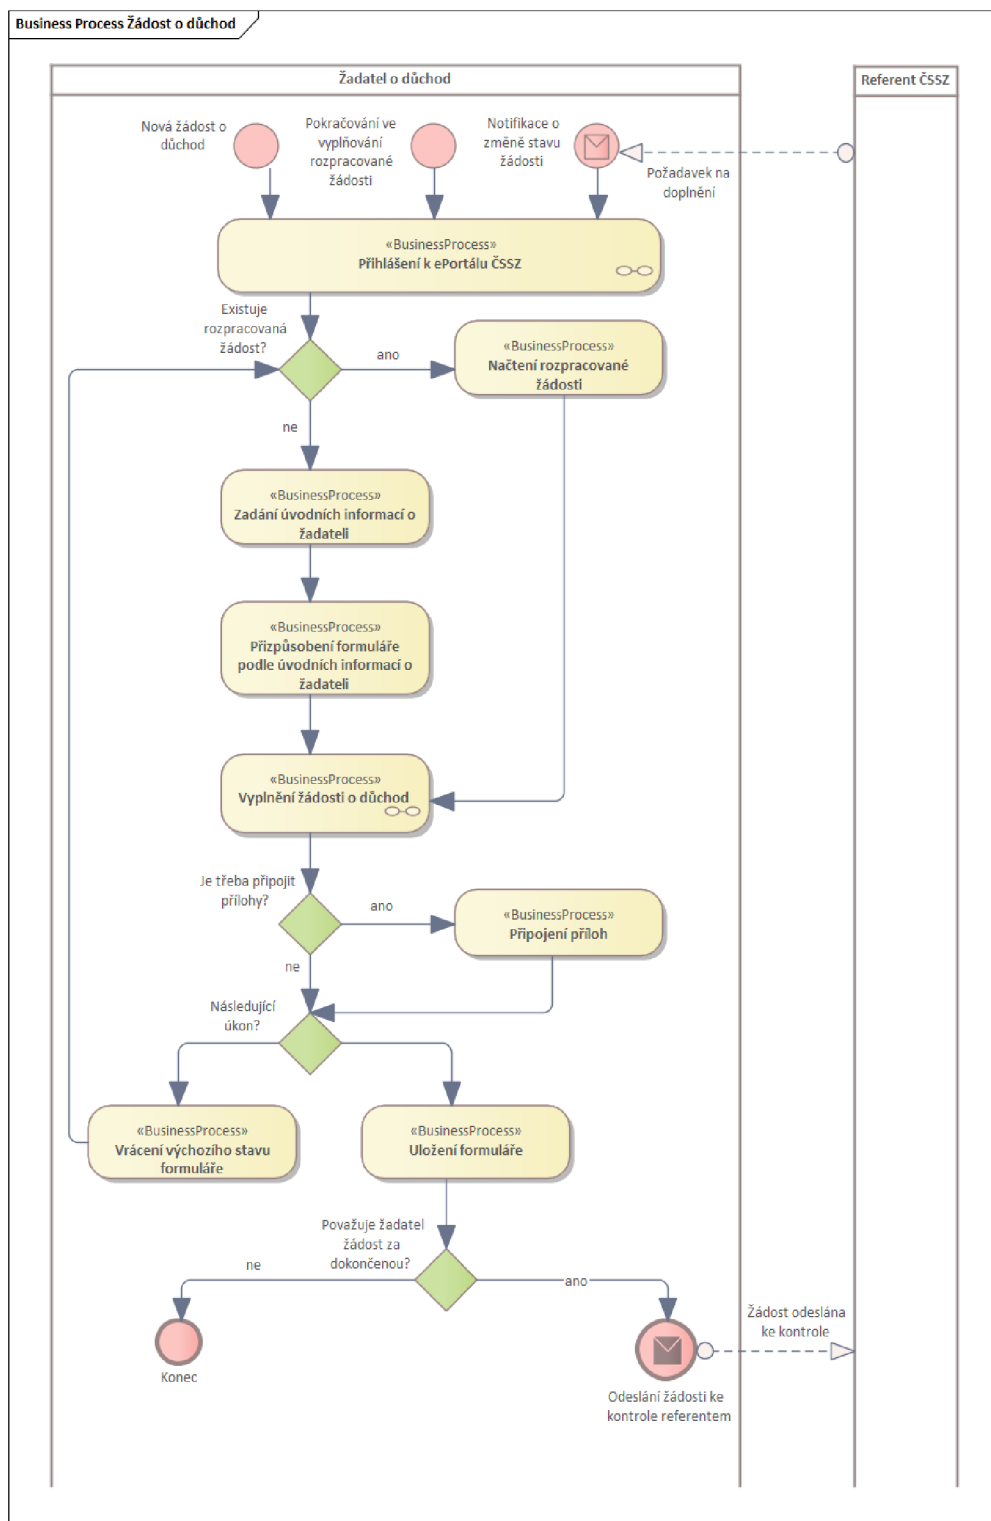 Business Process Žádost o důchod
Žadatel o důchod
Referent ČSSZ
Nová žádost o
důchod
Pokračování ve
vyplňování
rozpracované
žádosti
Notifikace o
změně stavu
žádosti
Požadavek na
doplnění
«BusinessProcess»
Přihlášení k ePortálu ČSSZ
Existuje
rozpracovaná
žádost?
ano
«BusinessProcess»
Načtení rozpracované
žádosti
ne
«BusinessProcess»
Zadání úvodních informací o
žadateli
«BusinessProcess»
Přizpůsobení formuláře
podle úvodních informací o
žadateli
«BusinessProcess»
Vyplnění žádosti o důchod
Je třeba připojit
přílohy?
ano
«BusinessProcess»
Připojení příloh
ne
Následující
úkon?
«BusinessProcess»
Vrácení výchozího stavu
formuláře
«BusinessProcess»
Uložení formuláře
Považuje žadatel
žádost za
dokončenou?
ne
ano
Žádost odeslána
ke kontrole
Konec
Odeslání žádosti ke
kontrole referentem